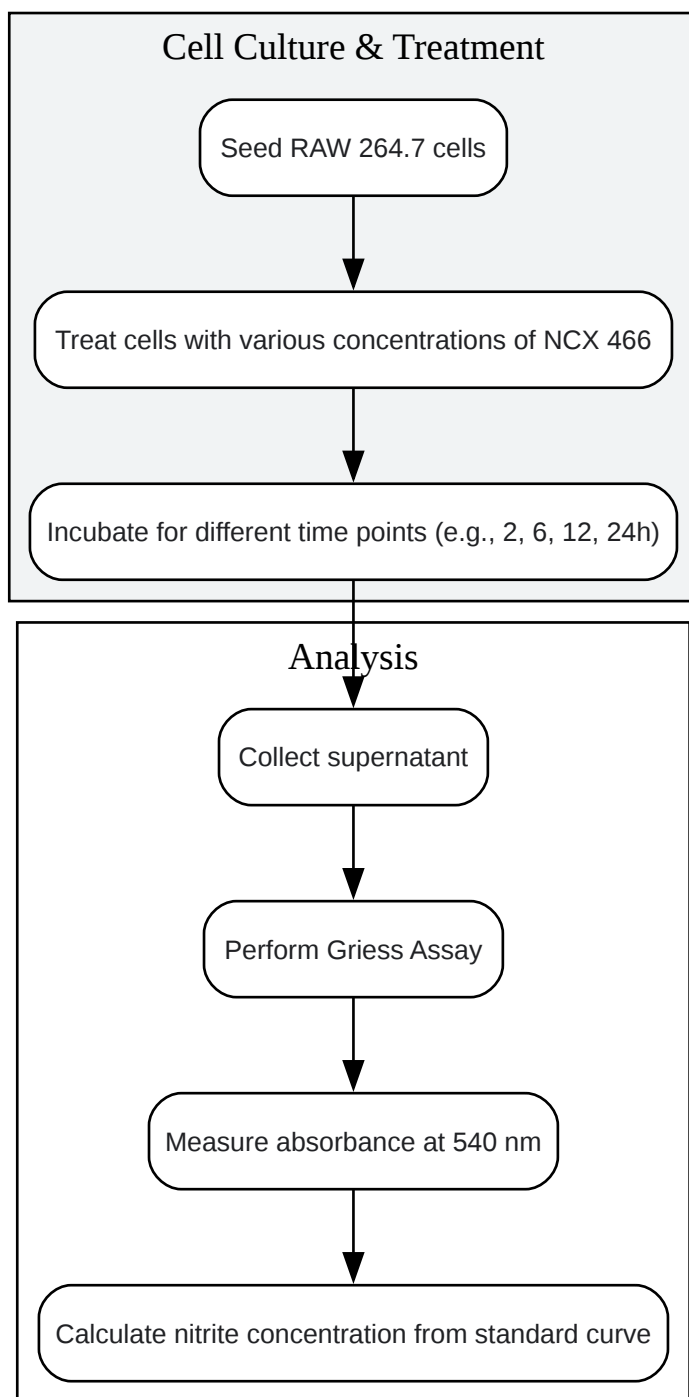 Cell Culture & Treatment
Seed RAW 264.7 cells
Treat cells with various concentrations of NCX 466
Incubate for different time points (e.g., 2, 6, 12, 24h)
Analysis
Collect supernatant
Perform Griess Assay
Measure absorbance at 540 nm
Calculate nitrite concentration from standard curve